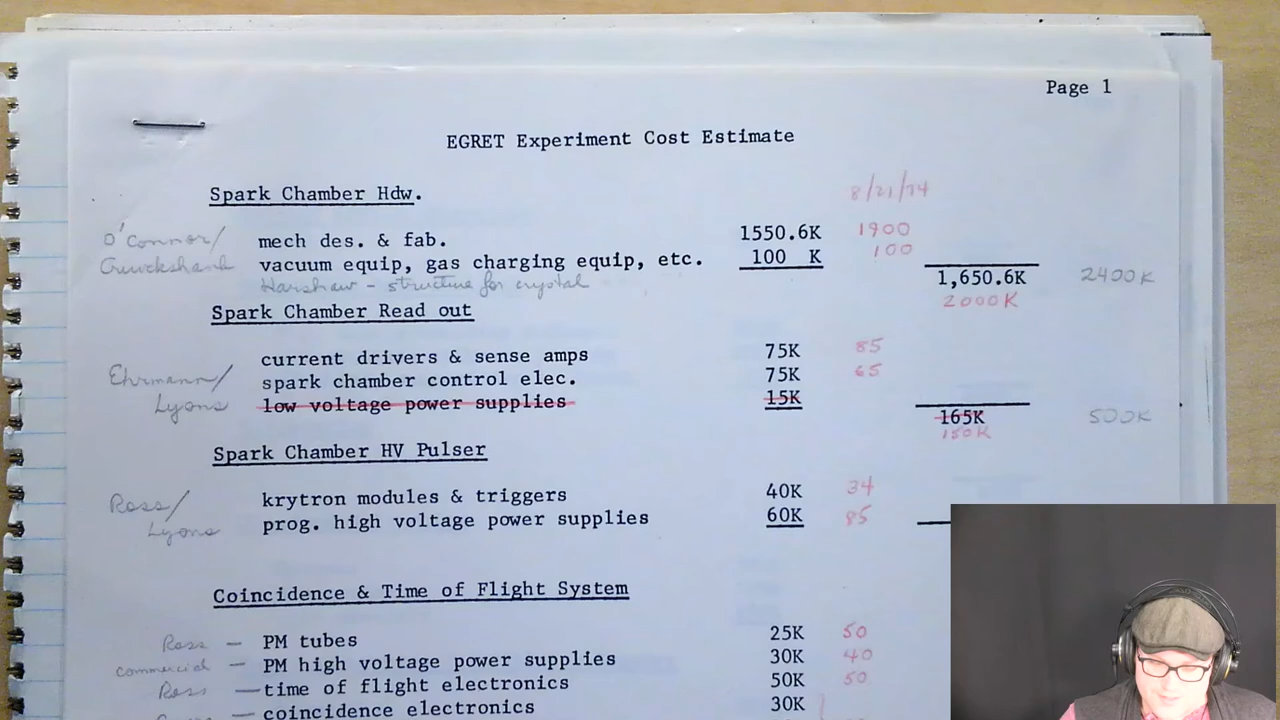 Page 1
EGRET Experiment Cost Estimate
Spark Chamber Hdw.
8/21/74
O'Connor/ mech des. & fab. 1550.6K 1900
vacuum equip, gas charging equip, etc. 100 K 100
1,650.6K 2400K
Harshaw - structure for crystal
2000K
Spark Chamber Read out
current drivers & sense amps 75K 85
Ehrmann/ spark chamber control elec. 75K 65
Lyons low voltage power supplies 15K
165K 500K
150K
Spark Chamber HV Pulser
Ross/ krytron modules & triggers 40K 34
Lyons prog. high voltage power supplies 60K 85
Coincidence & Time of Flight System
Ross — PM tubes 25K 50
commercial — PM high voltage power supplies 30K 40
Ross — time of flight electronics 50K 50
— coincidence electronics 30K